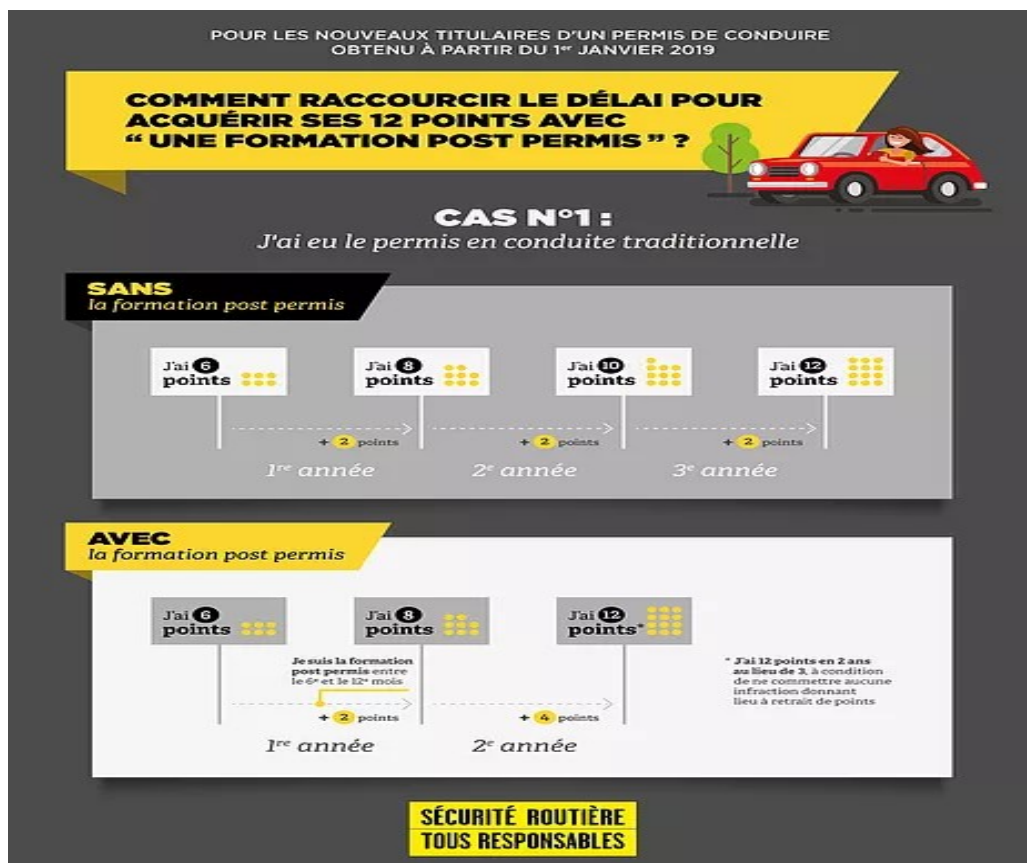 POUR LES NOUVEAUX TITULAIRES D'UN PERMIS DE CONDUIRE
OBTENU À PARTIR DU 1er JANVIER 2019
COMMENT RACCOURCIR LE DÉLAI POUR
ACQUÉRIR SES 12 POINTS AVEC
“ UNE FORMATION POST PERMIS ” ?
CAS N°1 :
J'ai eu le permis en conduite traditionnelle
SANS
la formation post permis
J'ai 6
points
J'ai 8
points
J'ai 10
points
J'ai 12
points
+ 2 points
+ 2 points
+ 2 points
1re année
2e année
3e année
AVEC
la formation post permis
J'ai 6
points
J'ai 8
points
J'ai 12
points*
Je suis la formation
post permis entre
le 6e et le 12e mois
* J'ai 12 points en 2 ans
au lieu de 3, à condition
de ne commettre aucune
infraction donnant
lieu à retrait de points
+ 2 points
+ 4 points
1re année
2e année
SÉCURITÉ ROUTIÈRE
TOUS RESPONSABLES